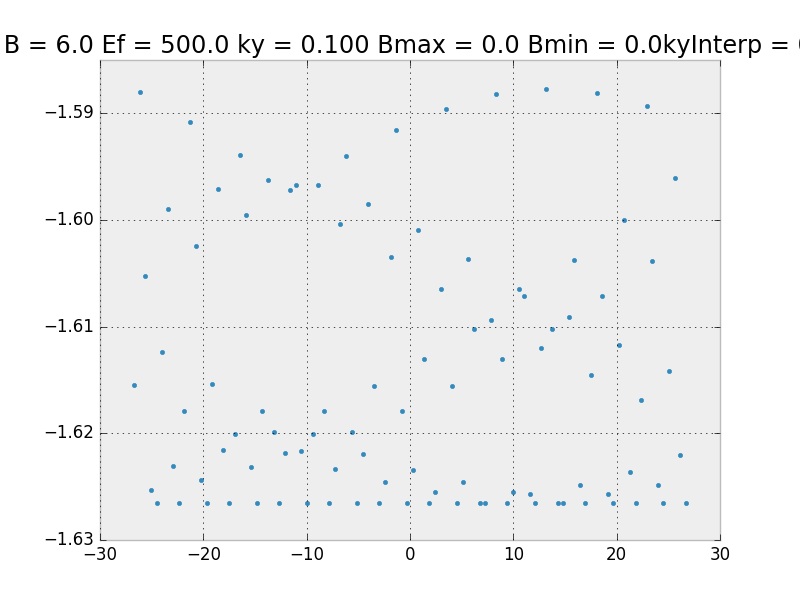 B = 6.0 Ef = 500.0 ky = 0.100 Bmax = 0.0 Bmin = 0.0kyInterp =
−1.59
−1.60
−1.61
−1.62
−1.63
−30 −20 −10 0 10 20 30